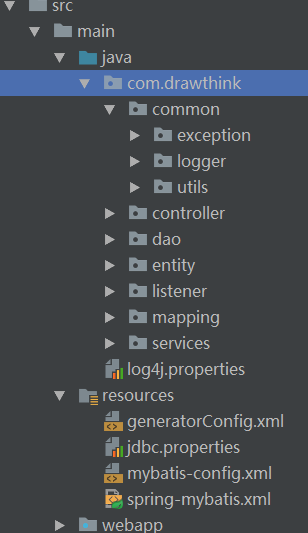 src
main
java
com.drawthink
common
exception
logger
utils
controller
dao
entity
listener
mapping
services
log4j.properties
resources
generatorConfig.xml
jdbc.properties
mybatis-config.xml
spring-mybatis.xml
webapp